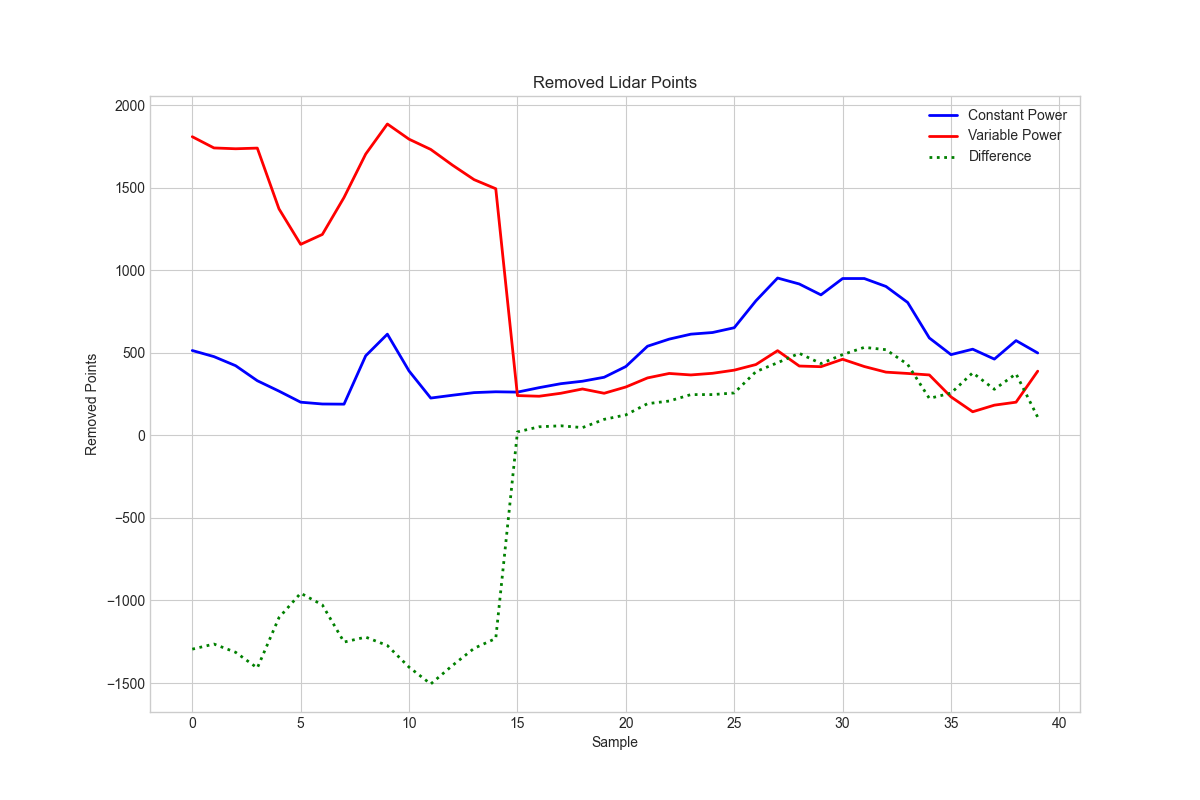 Removed Lidar Points
2000
1500
1000
500
0
−500
−1000
−1500
Removed Points
Constant Power
Variable Power
Difference
0 5 10 15 20 25 30 35 40
Sample